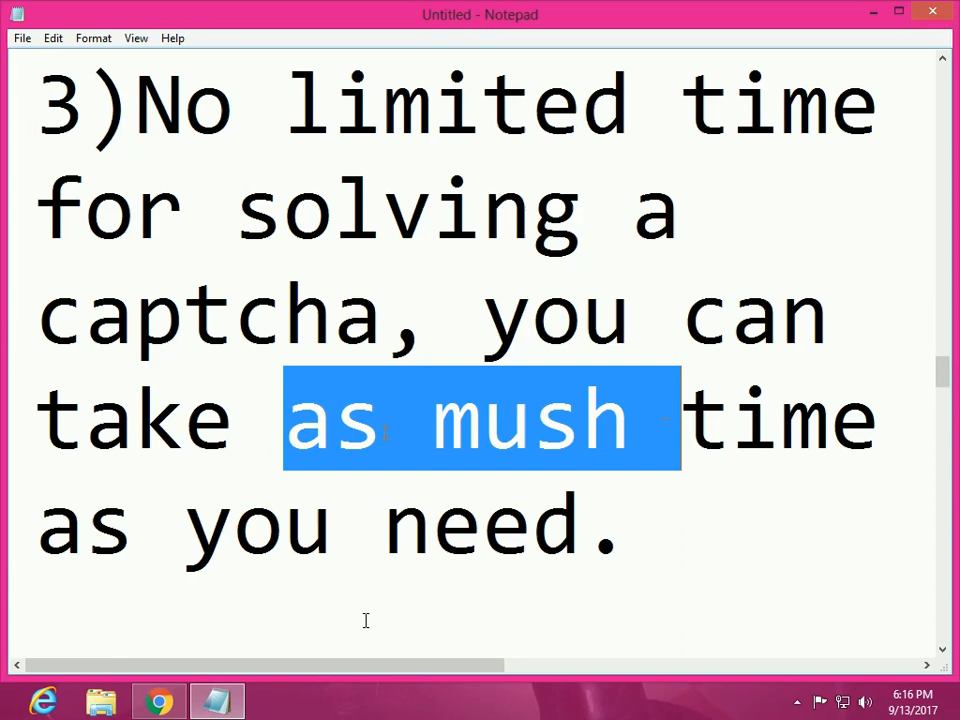 Untitled - Notepad
File Edit Format View Help
3)No limited time
for solving a
captcha, you can
take as mush time
as you need.
6:16 PM
9/13/2017